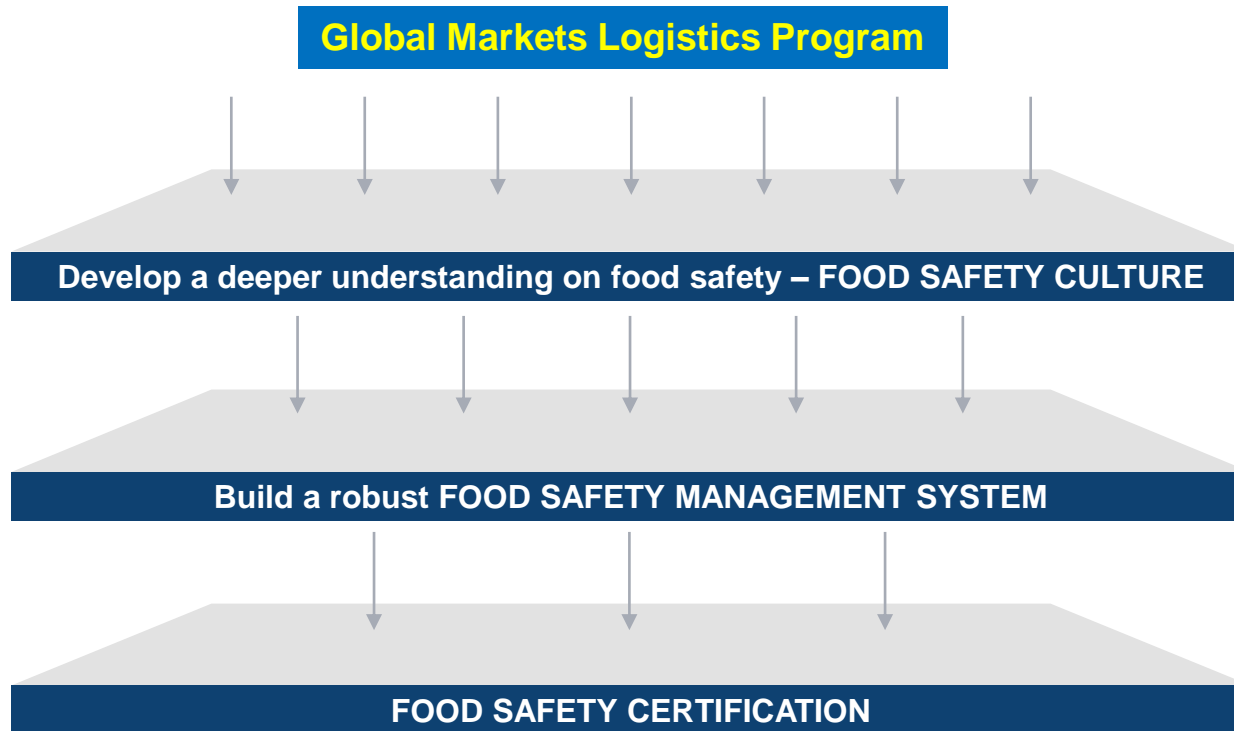 Global Markets Logistics Program
Develop a deeper understanding on food safety – FOOD SAFETY CULTURE
Build a robust FOOD SAFETY MANAGEMENT SYSTEM
FOOD SAFETY CERTIFICATION